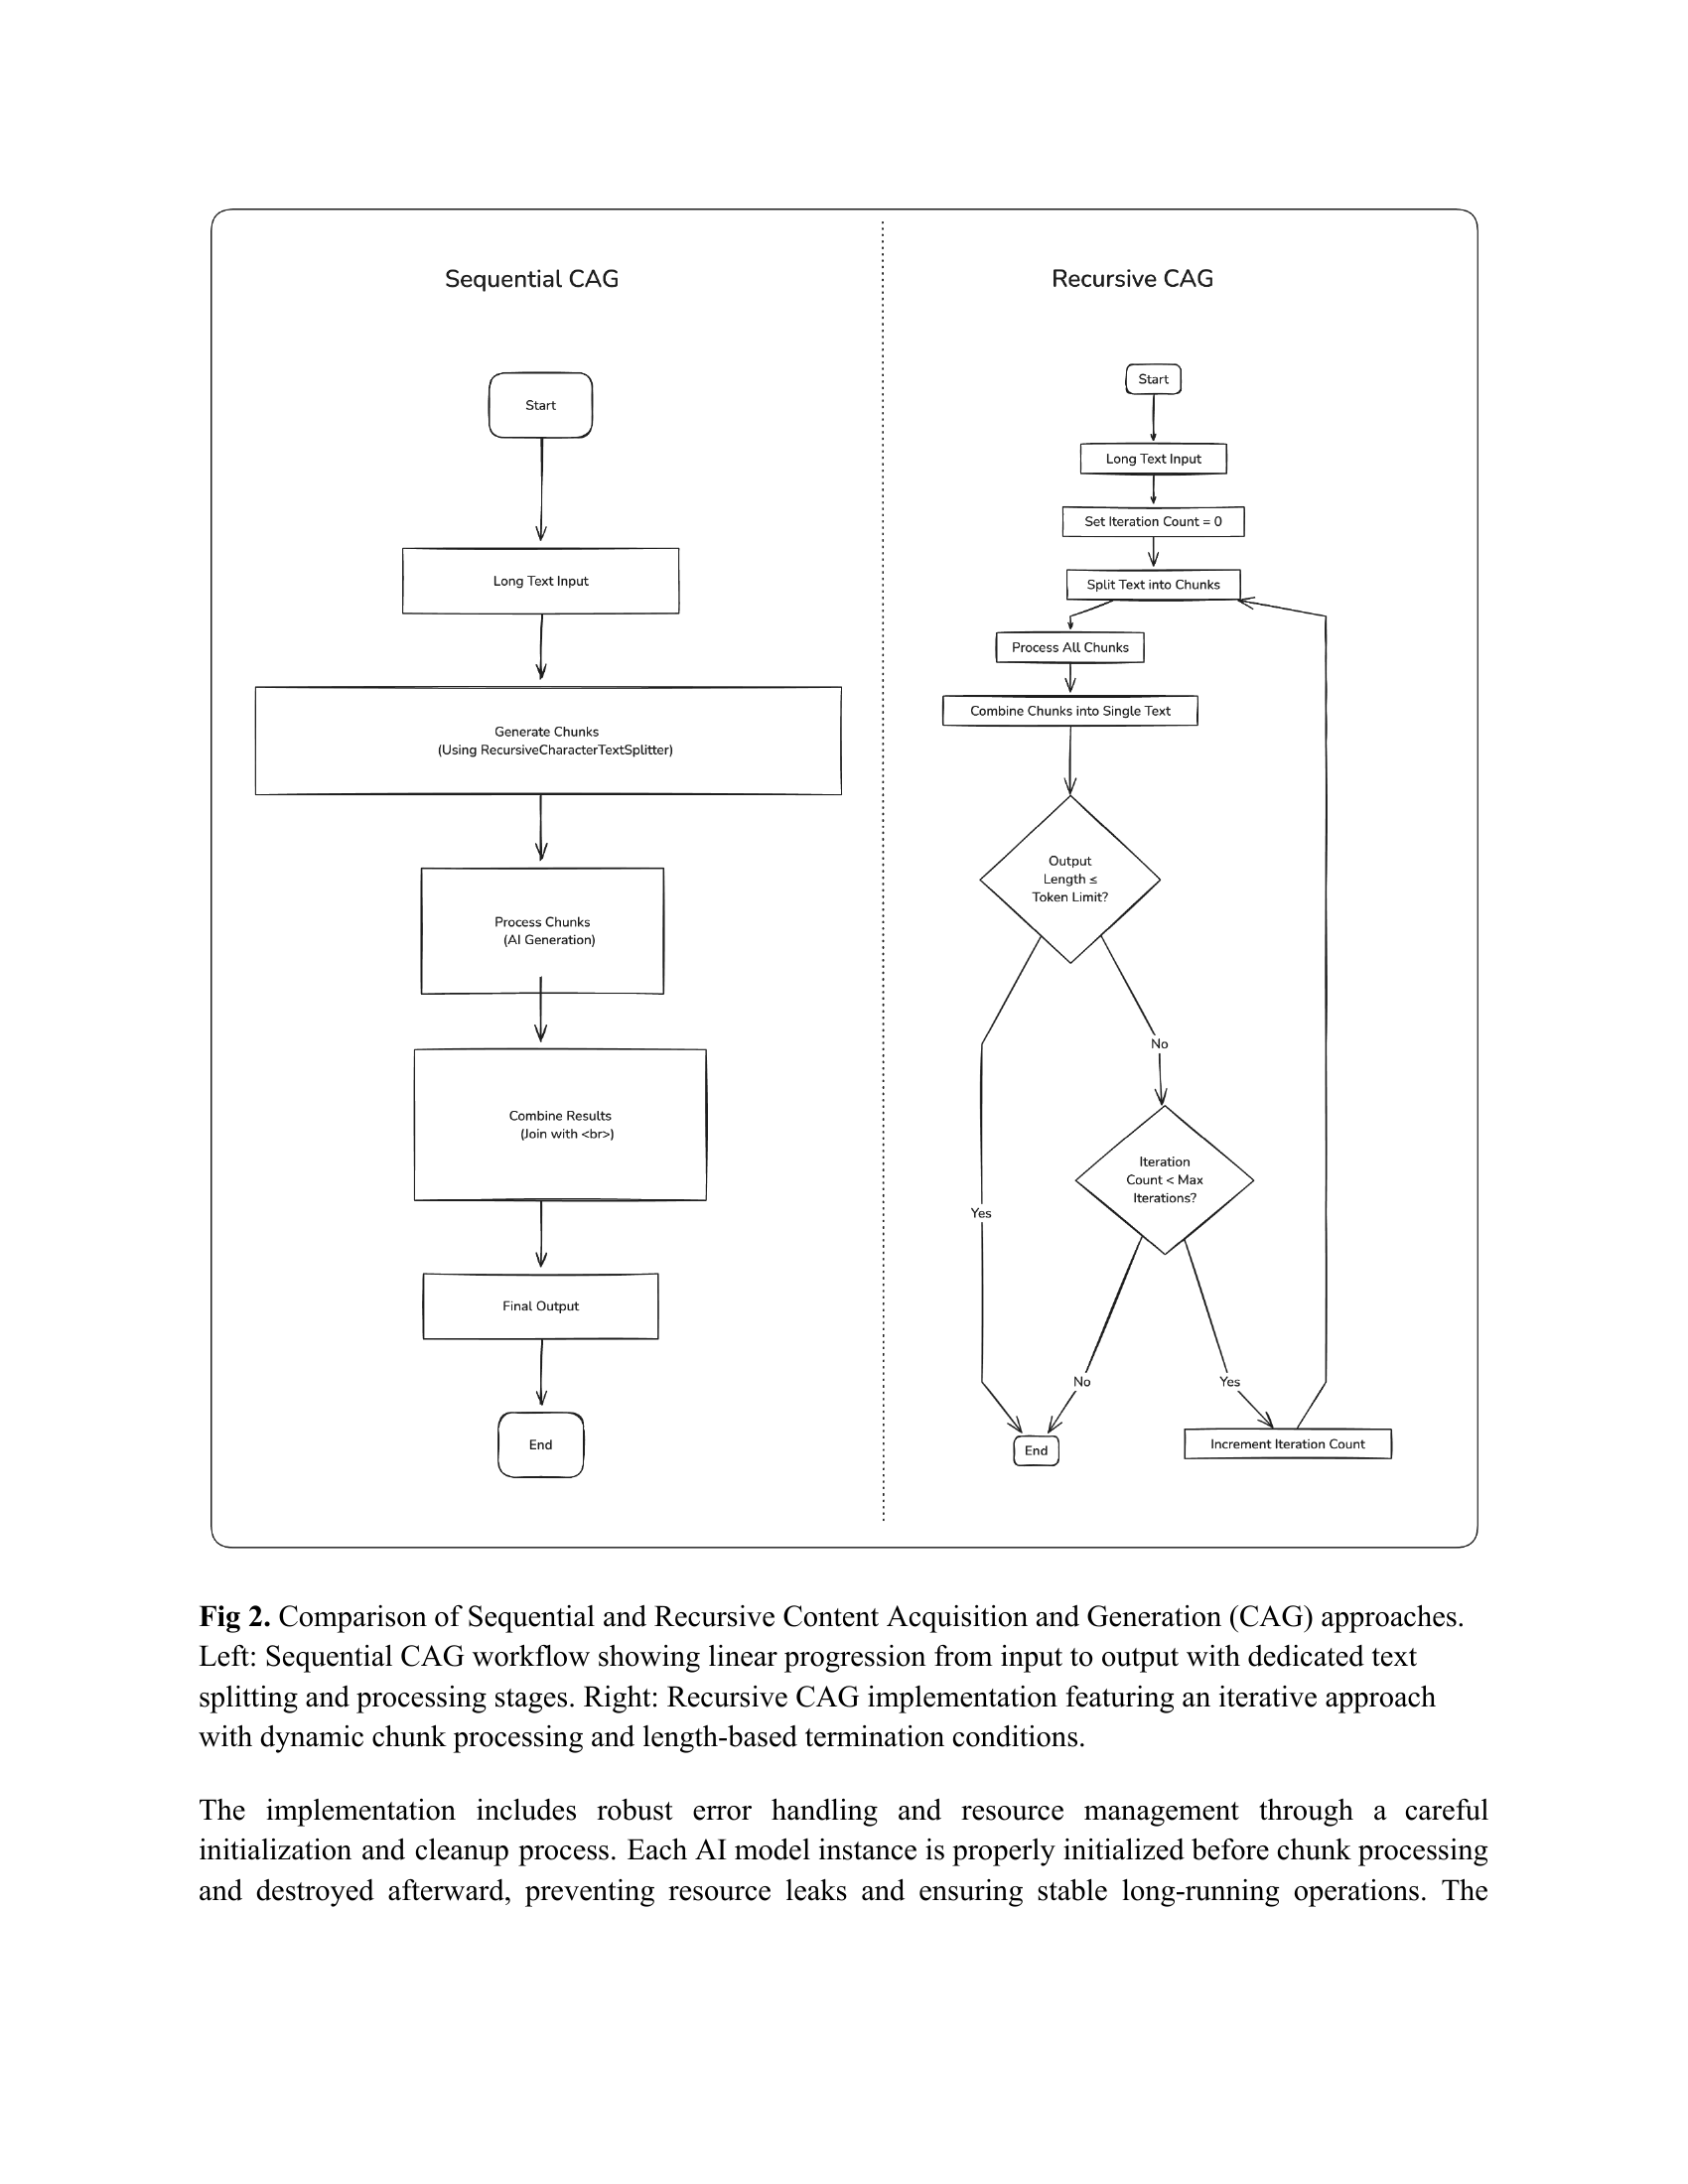 Sequential CAG
Start
Long Text Input
Generate Chunks
(Using RecursiveCharacterTextSplitter)
Process Chunks
(AI Generation)
Combine Results
(Join with <br>)
Final Output
End
Recursive CAG
Start
Long Text Input
Set Iteration Count = 0
Split Text into Chunks
Process All Chunks
Combine Chunks into Single Text
Output
Length ≤
Token Limit?
No
Iteration
Count < Max
Iterations?
Yes
No
Yes
End
Increment Iteration Count
Fig 2. Comparison of Sequential and Recursive Content Acquisition and Generation (CAG) approaches.
Left: Sequential CAG workflow showing linear progression from input to output with dedicated text
splitting and processing stages. Right: Recursive CAG implementation featuring an iterative approach
with dynamic chunk processing and length-based termination conditions.
The implementation includes robust error handling and resource management through a careful
initialization and cleanup process. Each AI model instance is properly initialized before chunk processing
and destroyed afterward, preventing resource leaks and ensuring stable long-running operations. The